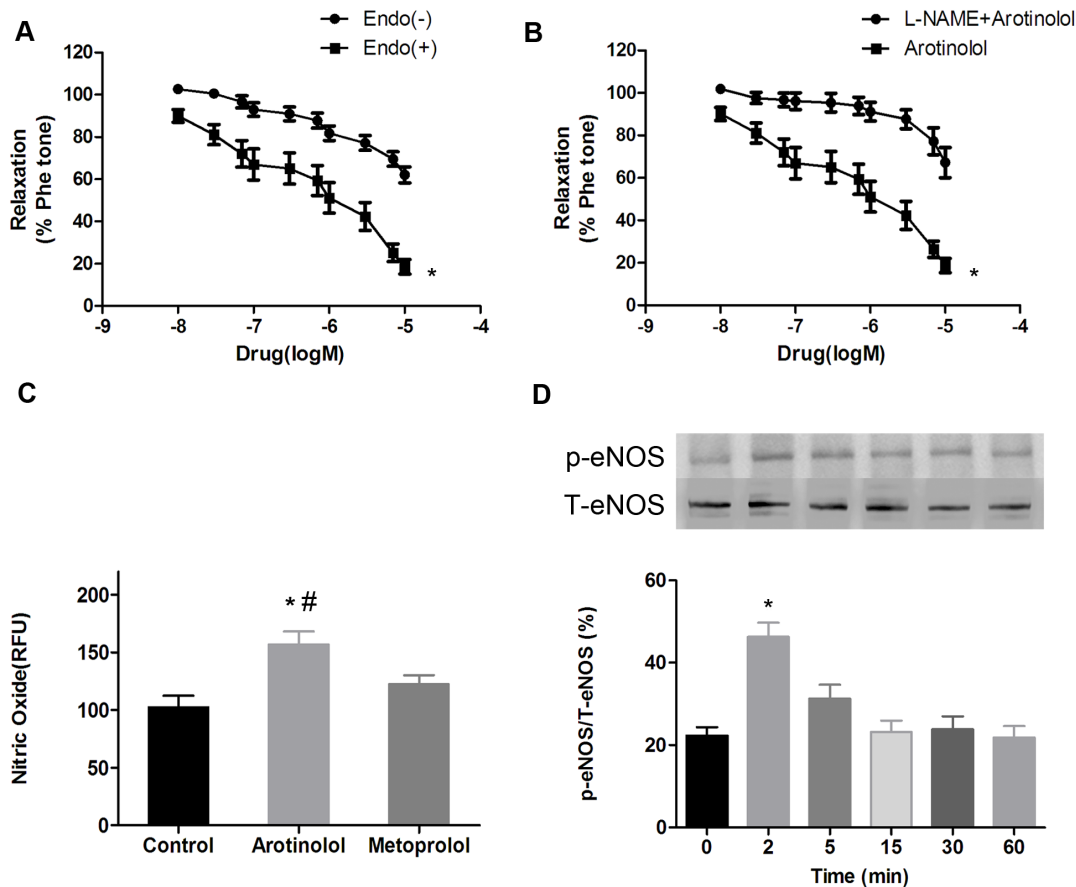 A
Endo(-)
Endo(+)
120
100
80
60
40
20
0
Relaxation
(% Phe tone)
*
-9 -8 -7 -6 -5 -4
Drug(logM)
B
L-NAME+Arotinolol
Arotinolol
120
100
80
60
40
20
0
Relaxation
(% Phe tone)
*
-9 -8 -7 -6 -5 -4
Drug(logM)
C
200
150
100
50
0
Nitric Oxide(RFU)
*#
Control Arotinolol Metoprolol
D
p-eNOS
T-eNOS
60
40
20
0
p-eNOS/T-eNOS (%)
*
0 2 5 15 30 60
Time (min)